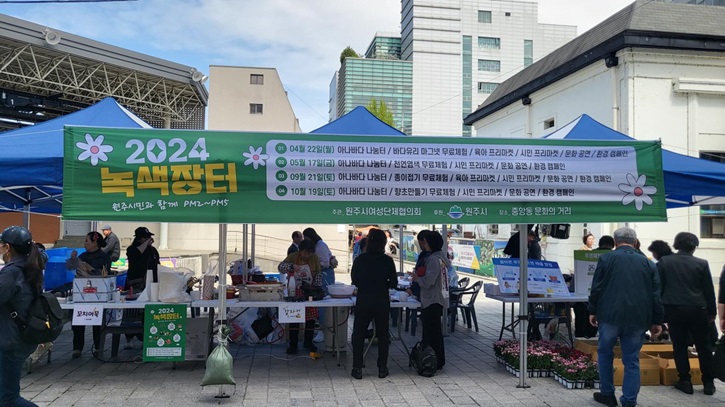 2024
녹색장터
원주시민과 함께 PM2~PM5
01 04월 22일[월] 아나바다 나눔터 / 바다유리 마그넷 무료체험 / 육아 프리마켓 / 시민 프리마켓 / 문화 공연 / 환경 캠페인
02 05월 17일[금] 아나바다 나눔터 / 천연염색 무료체험 / 시민 프리마켓 / 문화 공연 / 환경 캠페인
03 09월 21일[토] 아나바다 나눔터 / 종이접기 무료체험 / 육아 프리마켓 / 시민 프리마켓 / 문화 공연 / 환경 캠페인
04 10월 19일[토] 아나바다 나눔터 / 향초만들기 무료체험 / 시민 프리마켓 / 문화 공연 / 환경 캠페인
주최 원주시여성단체협의회 후원 원주시 장소 중앙동 문화의 거리
2024
녹색장터